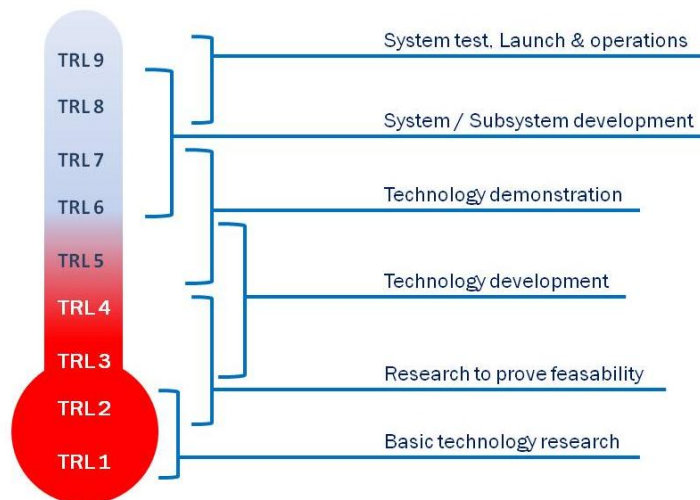 TRL 9
TRL 8
TRL 7
TRL 6
TRL 5
TRL 4
TRL 3
TRL 2
TRL 1
System test, Launch & operations
System / Subsystem development
Technology demonstration
Technology development
Research to prove feasability
Basic technology research